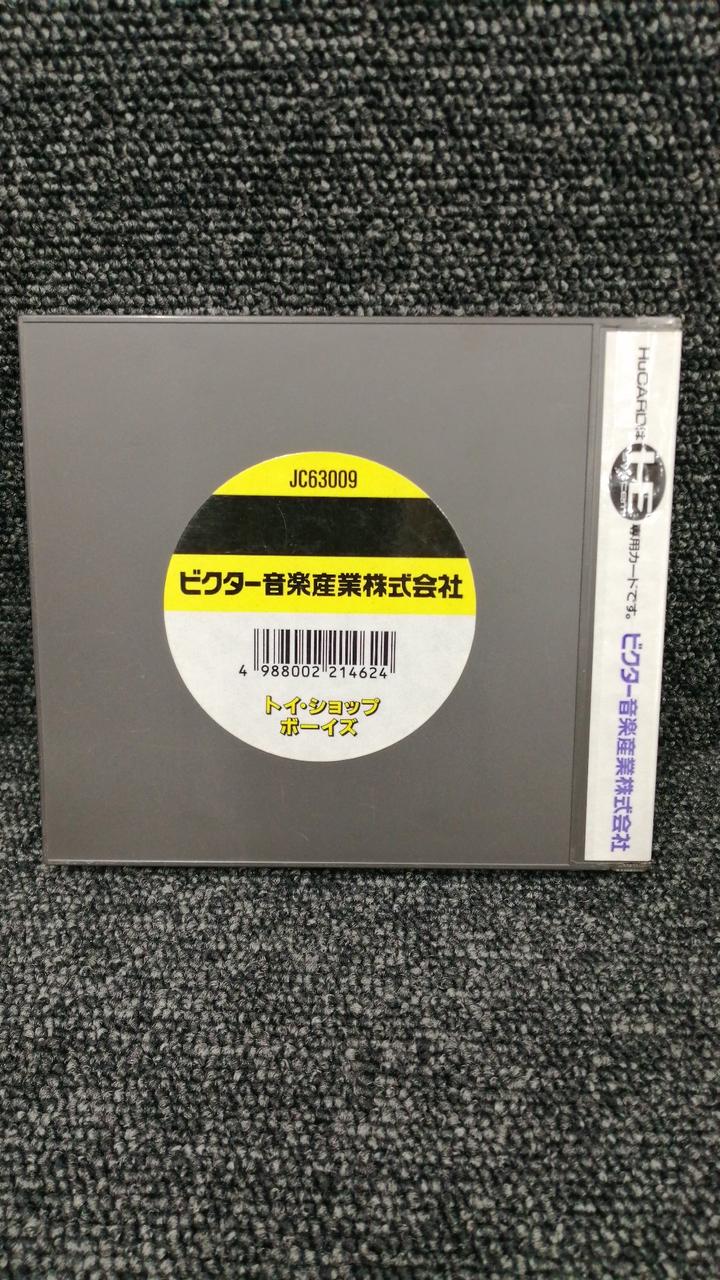 JC63009
ビクター音楽産業株式会社
4 988002 214624
トイ・ショップ
ボーイズ
HuCARDは
専用カードです。
ビクター音楽産業株式会社